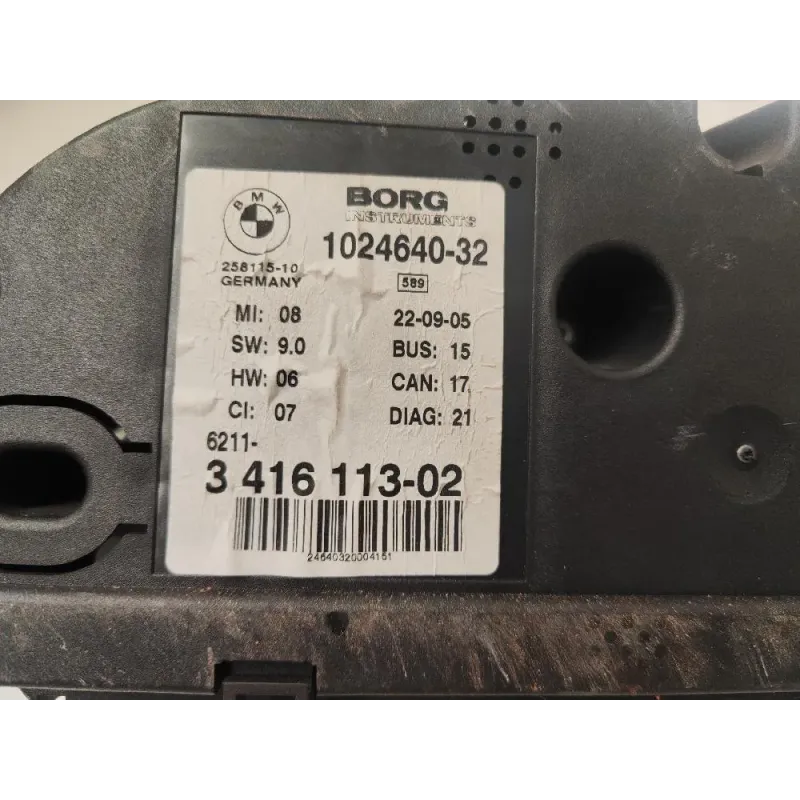 BMW
BORG
INSTRUMENTS
1024640-32
258115-10
GERMANY
589
MI: 08
22-09-05
SW: 9.0
BUS: 15
HW: 06
CAN: 17
CI: 07
DIAG: 21
6211-
3 416 113-02
24640320004151